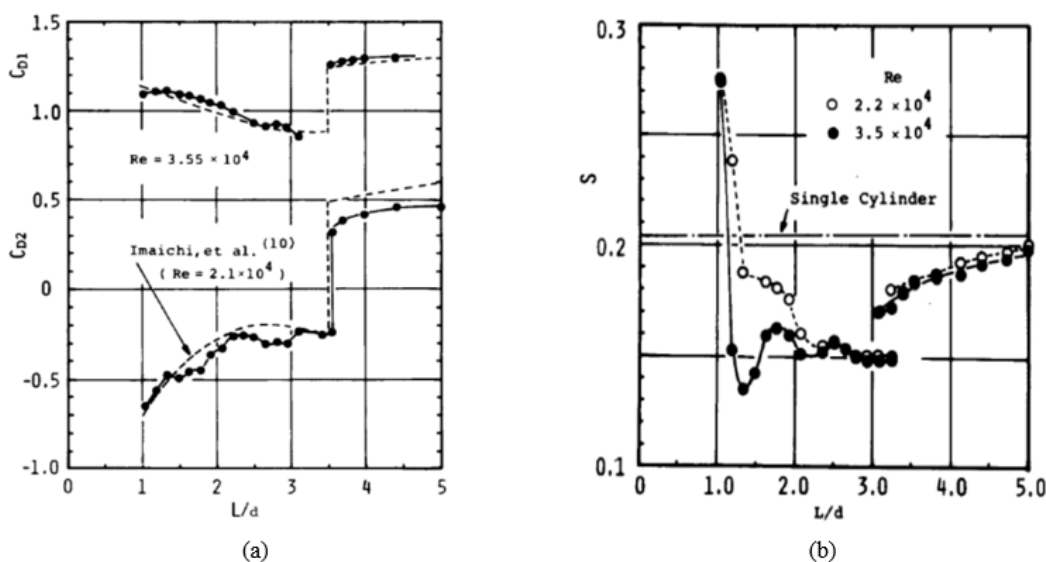 1.5
C_D1
1.0
Re = 3.55 × 10^4
0.5
C_D2
Imaichi, et al. (10)
( Re = 2.1×10^4 )
0
-0.5
-1.0
0 1 2 3 4 5
L/d
(a)
0.3
Re
2.2 × 10^4
3.5 × 10^4
S
Single Cylinder
0.2
0.1
0 1.0 2.0 3.0 4.0 5.0
L/d
(b)